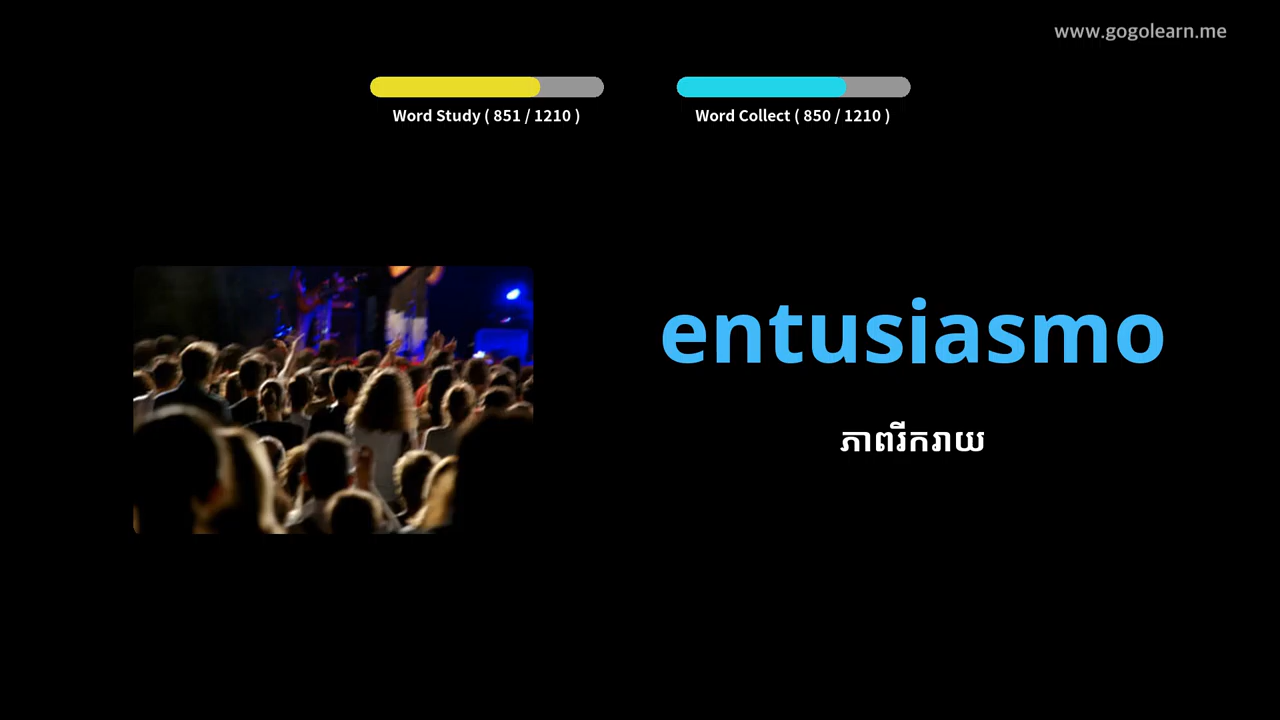 www.gogolearn.me
Word Study ( 851 / 1210 )
Word Collect ( 850 / 1210 )
entusiasmo
ភាពរីករាយ